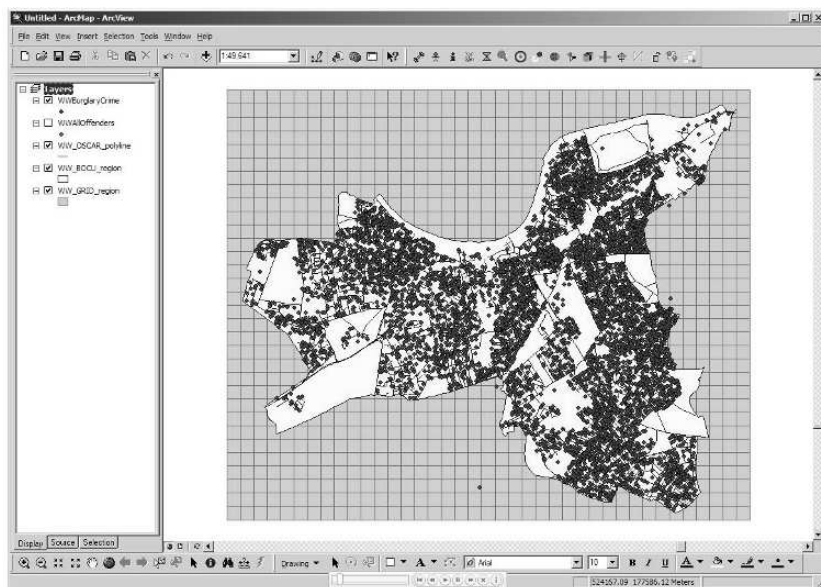 Untitled - ArcMap - ArcView
File Edit View Insert Selection Tools Window Help
1:49,641
Layers
WWBurglaryCrime
WWAllOffenders
WW_OSCAR_polyline
WW_BOCU_region
WW_GRID_region
Display Source Selection
Drawing
A
Arial
10
B I U
A
524167.09 177586.12 Meters